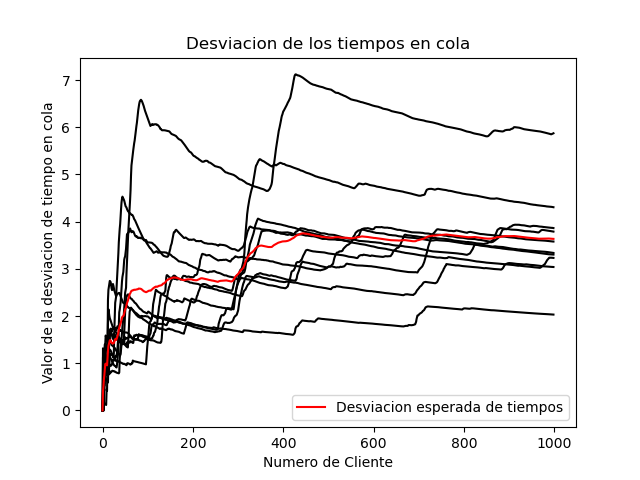 Desviacion de los tiempos en cola
Valor de la desviacion de tiempo en cola
7
6
5
4
3
2
1
0
Desviacion esperada de tiempos
0 200 400 600 800 1000
Numero de Cliente